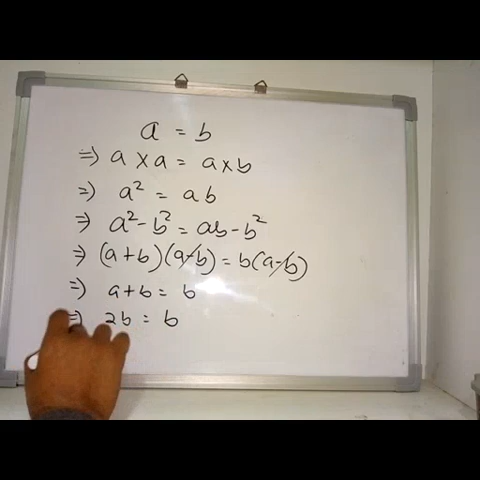 a = b
⇒ a × a = a × b
⇒ a² = ab
⇒ a² - b² = ab - b²
⇒ (a + b)(a - b) = b(a - b)
⇒ a + b = b
⇒ 2b = b